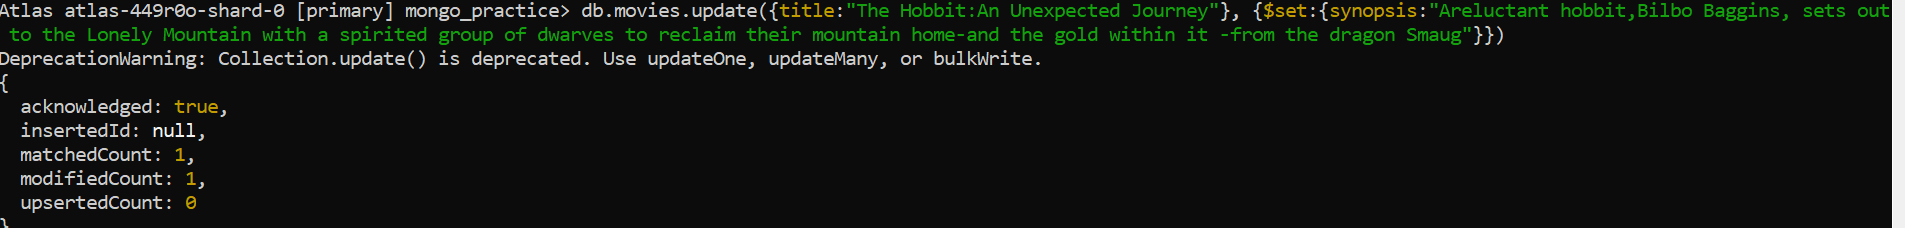 Atlas atlas-449r0o-shard-0 [primary] mongo_practice> db.movies.update({title:"The Hobbit:An Unexpected Journey"}, {$set:{synopsis:"Areluctant hobbit,Bilbo Baggins, sets out
 to the Lonely Mountain with a spirited group of dwarves to reclaim their mountain home-and the gold within it -from the dragon Smaug"}})
DeprecationWarning: Collection.update() is deprecated. Use updateOne, updateMany, or bulkWrite.
{
  acknowledged: true,
  insertedId: null,
  matchedCount: 1,
  modifiedCount: 1,
  upsertedCount: 0
}